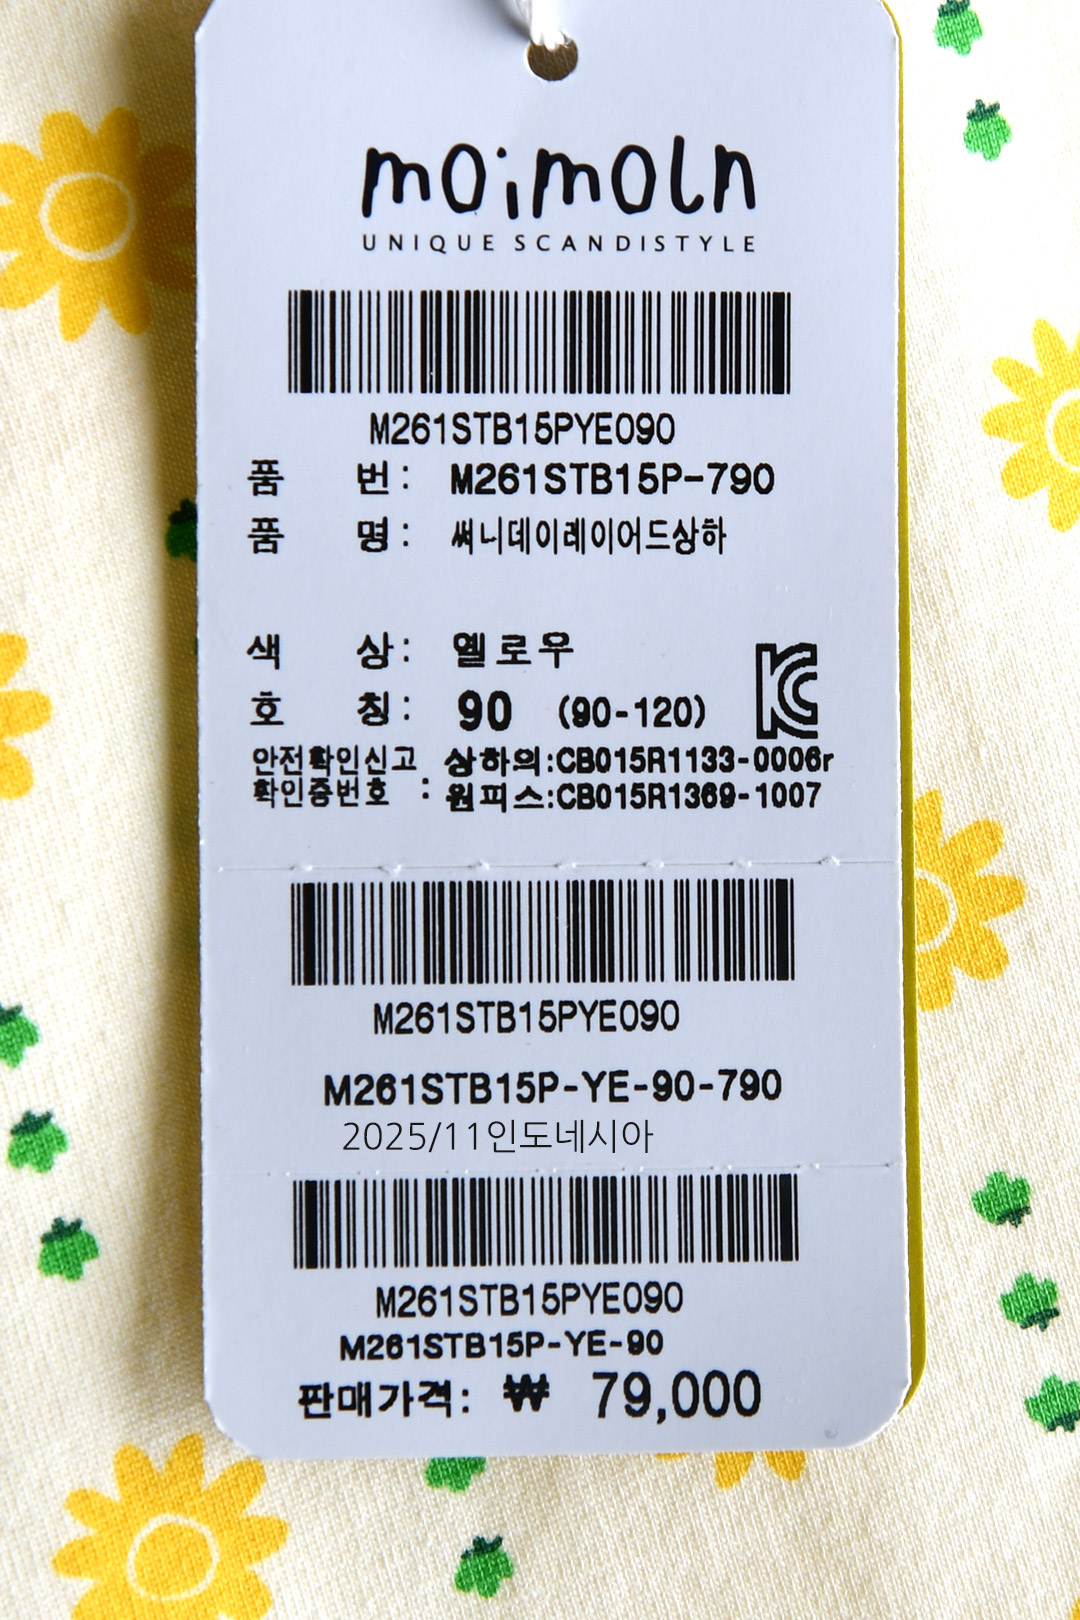 moimoln
UNIQUE SCANDISTYLE
M261STB15PYE090
품 번 : M261STB15P-790
품 명 : 써니데이레이어드상하
색 상 : 옐로우
호 칭 : 90 (90-120)
안전확인신고 상하의:CB015R1133-0006r
확인증번호 : 원피스:CB015R1369-1007
M261STB15PYE090
M261STB15P-YE-90-790
2025/11인도네시아
M261STB15PYE090
M261STB15P-YE-90
판매가격: ₩ 79,000